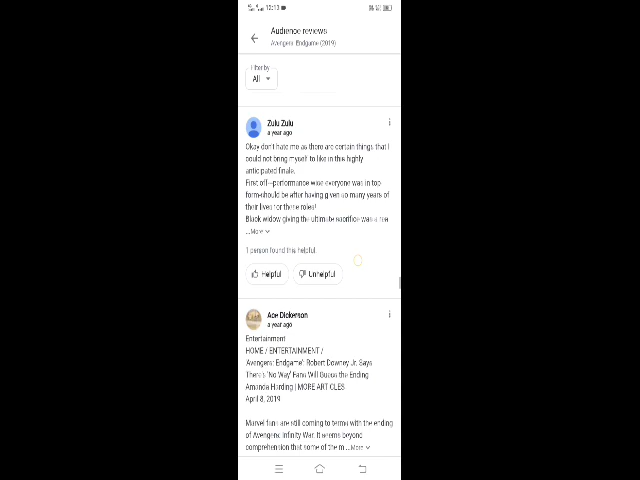 12:13
Audience reviews
Avengers: Endgame (2019)
Filter by
All
Zulu Zulu
a year ago
Okay don't hate me as there are certain things that I
could not bring myself to like in this highly
anticipated finale.
First off--performance wise everyone was in top
form-should be after having given so many years of
their lives for these roles!
Black widow giving the ultimate sacrifice was a rea
...More
1 person found this helpful
Helpful
Unhelpful
Ace Dickerson
a year ago
Entertainment
HOME / ENTERTAINMENT /
'Avengers: Endgame': Robert Downey Jr. Says
There's 'No Way' Fans Will Guess the Ending
Amanda Harding | MORE ARTICLES
April 8, 2019
Marvel fans are still coming to terms with the ending
of Avengers: Infinity War. It seems beyond
comprehension that some of the m ...More